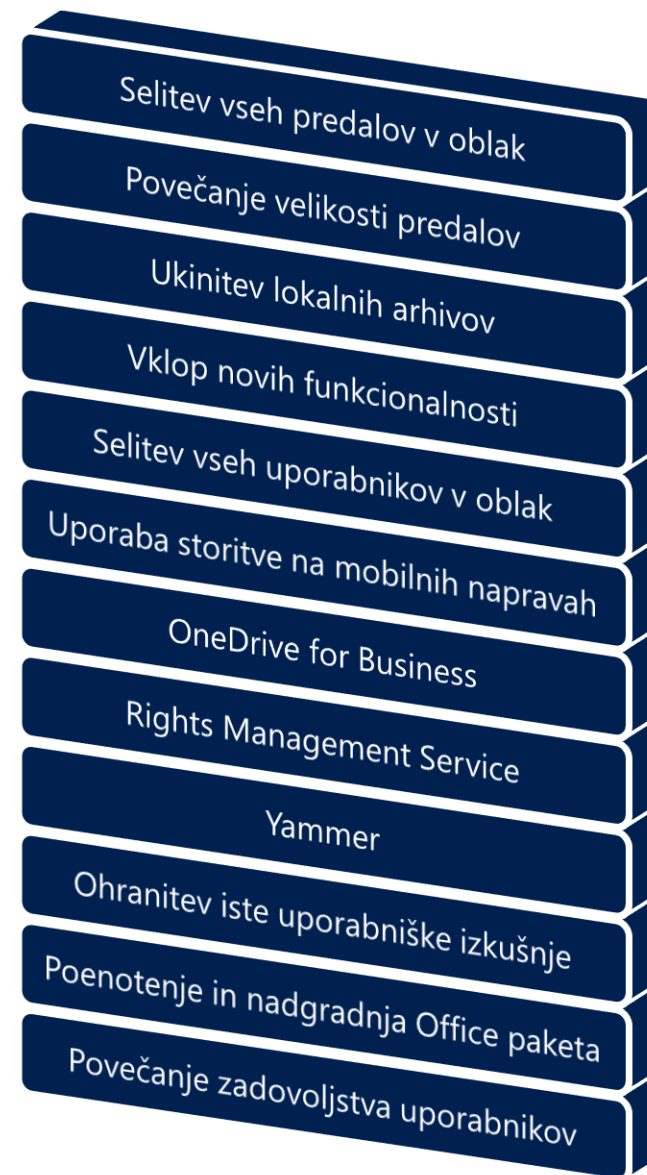 Selitev vseh predalov v oblak
Povečanje velikosti predalov
Ukinitev lokalnih arhivov
Vklop novih funkcionalnosti
Selitev vseh uporabnikov v oblak
Uporaba storitve na mobilnih napravah
OneDrive for Business
Rights Management Service
Yammer
Ohranitev iste uporabniške izkušnje
Poenotenje in nadgradnja Office paketa
Povečanje zadovoljstva uporabnikov